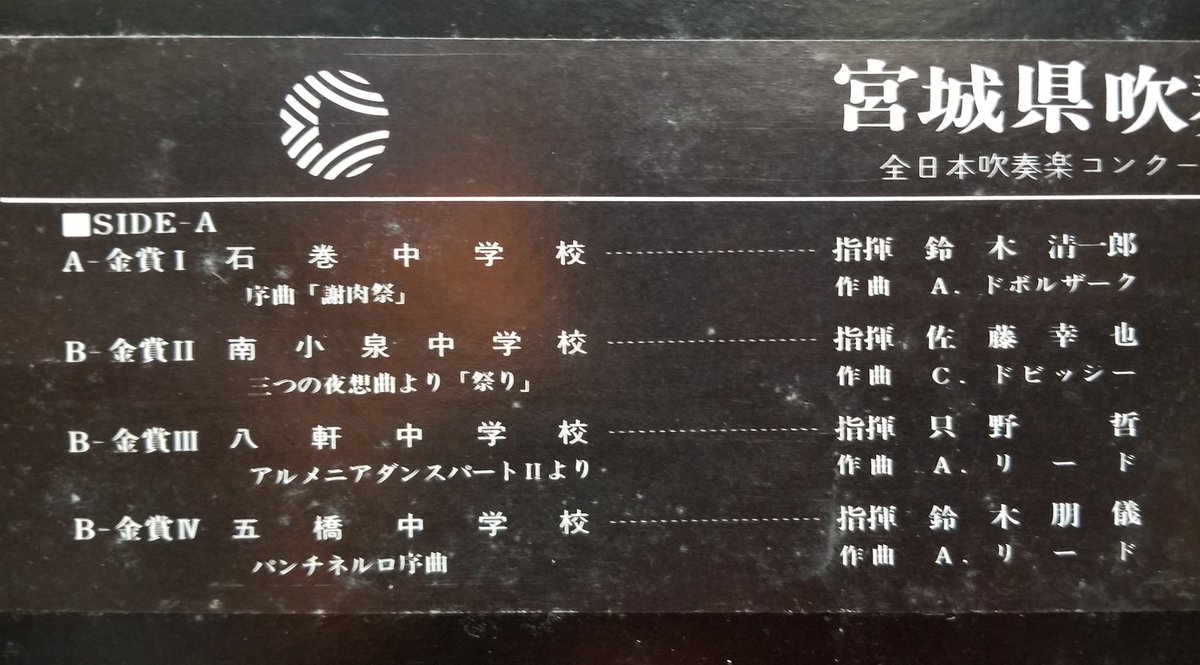 宮城県吹
全日本吹奏楽コンクー
■SIDE-A
A-金賞Ⅰ 石巻中学校 指揮 鈴木清一郎
序曲「謝肉祭」 作曲 A.ドボルザーク
B-金賞Ⅱ 南小泉中学校 指揮 佐藤幸也
三つの夜想曲より「祭り」 作曲 C.ドビッシー
B-金賞Ⅲ 八軒中学校 指揮 只野哲
アルメニアダンスパートⅡより 作曲 A.リード
B-金賞Ⅳ 五橋中学校 指揮 鈴木朋儀
パンチネルロ序曲 作曲 A.リード